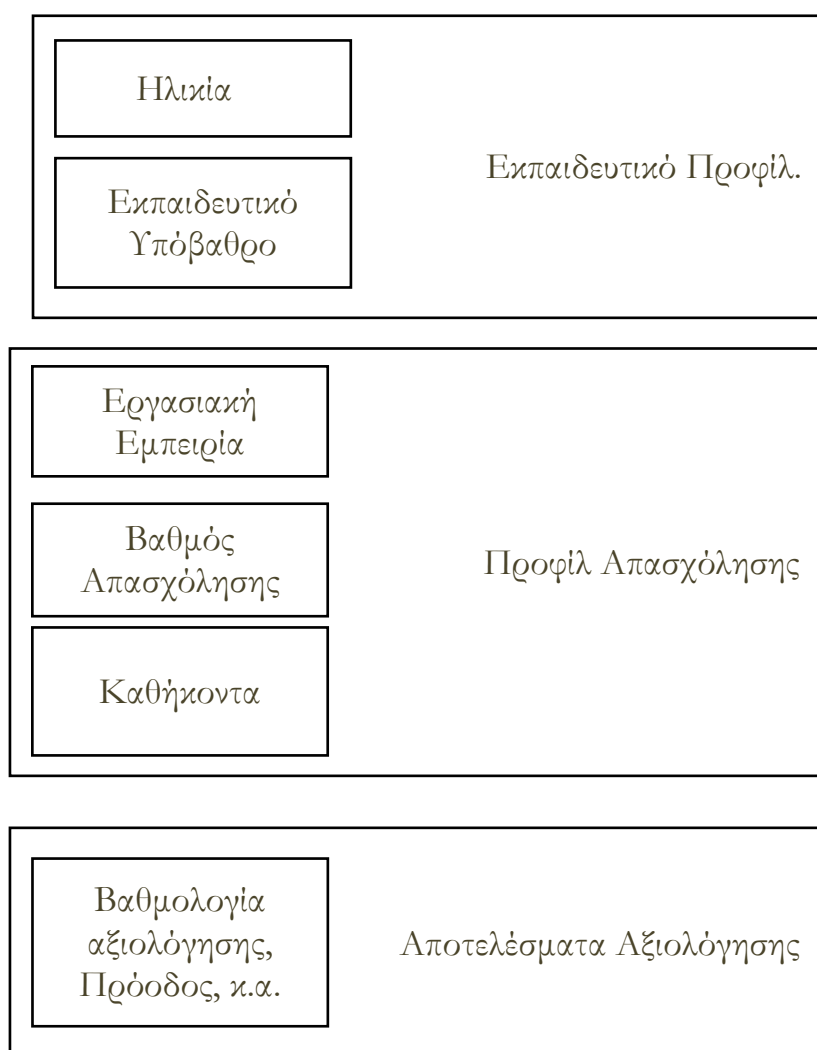 Ηλικία
Εκπαιδευτικό
Υπόβαθρο
Εκπαιδευτικό Προφίλ.
Εργασιακή
Εμπειρία
Βαθμός
Απασχόλησης
Καθήκοντα
Προφίλ Απασχόλησης
Βαθμολογία
αξιολόγησης,
Πρόοδος, κ.α.
Αποτελέσματα Αξιολόγησης